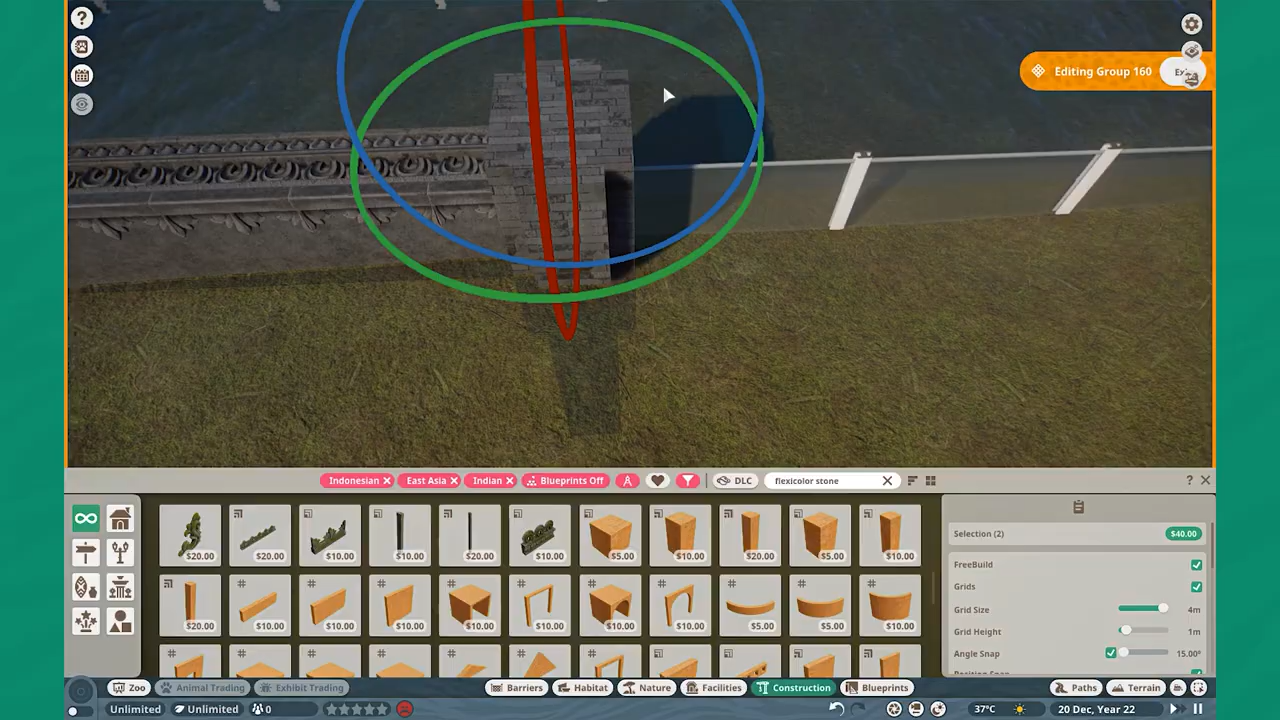 ?
Editing Group 160
Indonesian ×
East Asia ×
Indian ×
Blueprints Off
DLC
flexicolor stone
×
? ×
$20.00 $20.00 $10.00 $10.00 $20.00 $10.00 $5.00 $10.00 $20.00 $5.00 $10.00
$20.00 $10.00 $10.00 $10.00 $10.00 $10.00 $10.00 $10.00 $5.00 $5.00 $10.00
Selection (2) $40.00
FreeBuild
Grids
Grid Size 4m
Grid Height 1m
Angle Snap 15.00°
Zoo Animal Trading Exhibit Trading Barriers Habitat Nature Facilities Construction Blueprints Paths Terrain
Unlimited Unlimited 0 37°C 20 Dec, Year 22